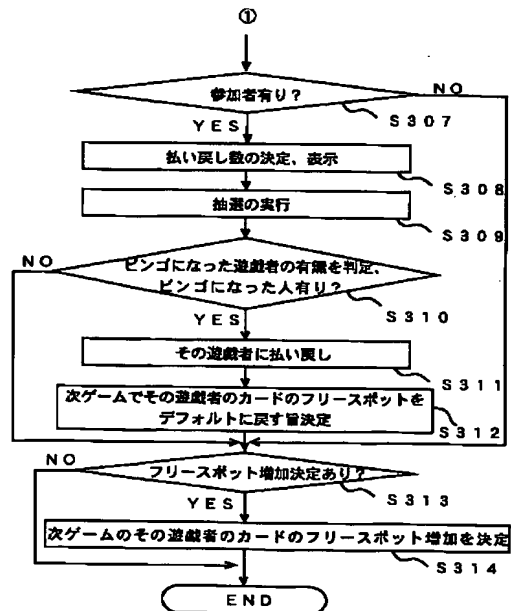 ①
参加者有り?
NO
YES
S307
払い戻し数の決定、表示
S308
抽選の実行
S309
NO
ビンゴになった遊戯者の有無を判定、
ビンゴになった人有り?
YES
S310
その遊戯者に払い戻し
S311
次ゲームでその遊戯者のカードのフリースポットを
デフォルトに戻す旨決定
S312
NO
フリースポット増加決定あり?
YES
S313
次ゲームのその遊戯者のカードのフリースポット増加を決定
S314
END